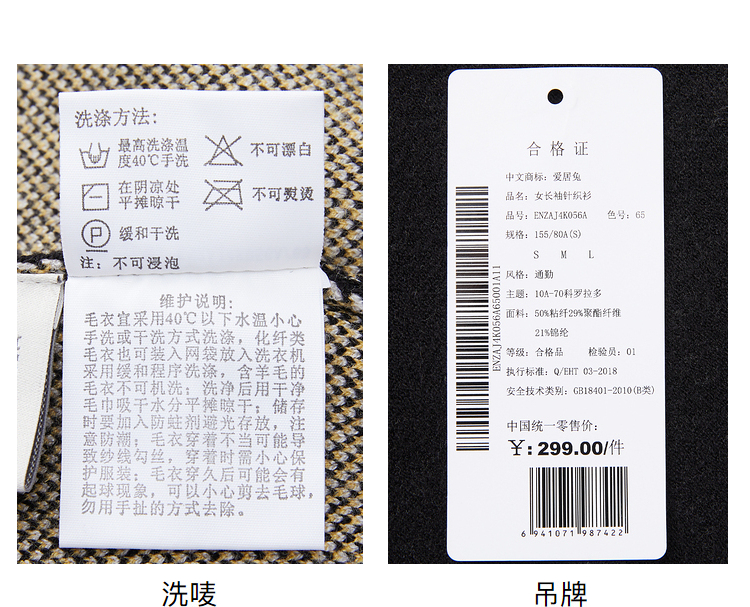 洗涤方法:
最高洗涤温
度40℃手洗
不可漂白
在阴凉处
平摊晾干
不可熨烫
P
缓和干洗
注: 不可浸泡
维护说明:
毛衣宜采用40℃以下水温小心
手洗或干洗方式洗涤, 化纤类
毛衣也可装入网袋放入洗衣机
采用缓和程序洗涤, 含羊毛的
毛衣不可机洗; 洗净后用干净
毛巾吸干水分平摊晾干; 储存
时要加入防蛀剂避光存放, 注
意防潮; 毛衣穿着不当可能导
致纱线勾丝, 穿着时需小心保
护服装; 毛衣穿久后可能会有
起球现象, 可以小心剪去毛球,
勿用手扯的方式去除。
洗唛
合格证
中文商标: 爱居兔
品名: 女长袖针织衫
品号: ENZAJ4K056A 色号: 65
规格: 155/80A(S)
S M L
风格: 通勤
主题: 10A-70科罗拉多
面料: 50%粘纤29%聚酯纤维
21%锦纶
等级: 合格品 检验员: 01
执行标准: Q/EHT 03-2018
安全技术类别: GB18401-2010(B类)
中国统一零售价:
¥: 299.00/件
6 941071 987422
ENZAJ4K056A65001A11
吊牌